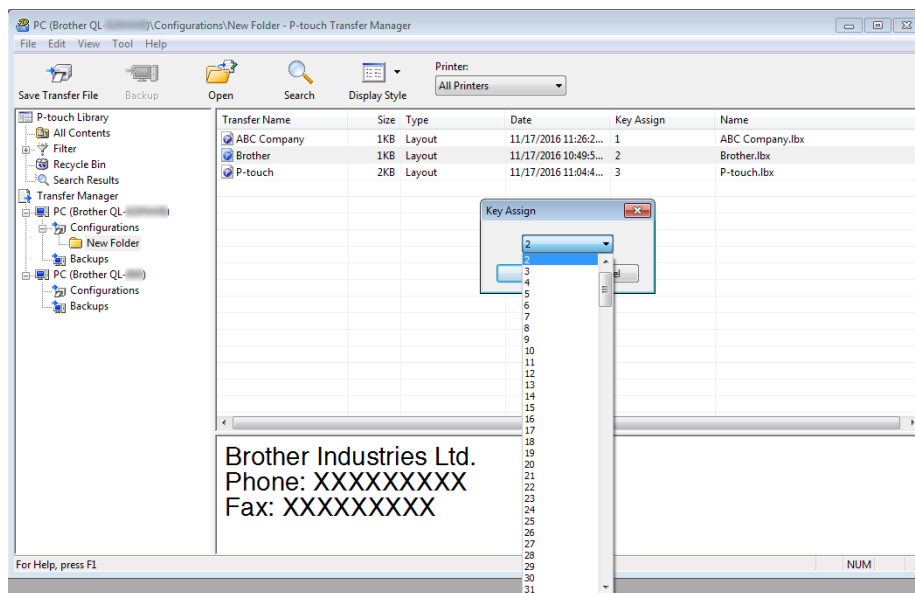 PC (Brother QL- )\Configurations\New Folder - P-touch Transfer Manager
File Edit View Tool Help
Printer:
All Printers
Save Transfer File Backup Open Search Display Style
P-touch Library
All Contents
Filter
Recycle Bin
Search Results
Transfer Manager
PC (Brother QL- )
Configurations
New Folder
Backups
PC (Brother QL- )
Configurations
Backups
Transfer Name Size Type Date Key Assign Name
ABC Company 1KB Layout 11/17/2016 11:26:2... 1 ABC Company.lbx
Brother 1KB Layout 11/17/2016 10:49:5... 2 Brother.lbx
P-touch 2KB Layout 11/17/2016 11:04:4... 3 P-touch.lbx
Key Assign
2
2
3
4
5
6
7
8
9
10
11
12
13
14
15
16
17
18
19
20
21
22
23
24
25
26
27
28
29
30
31
el
Brother Industries Ltd.
Phone: XXXXXXXXX
Fax: XXXXXXXXX
For Help, press F1
NUM